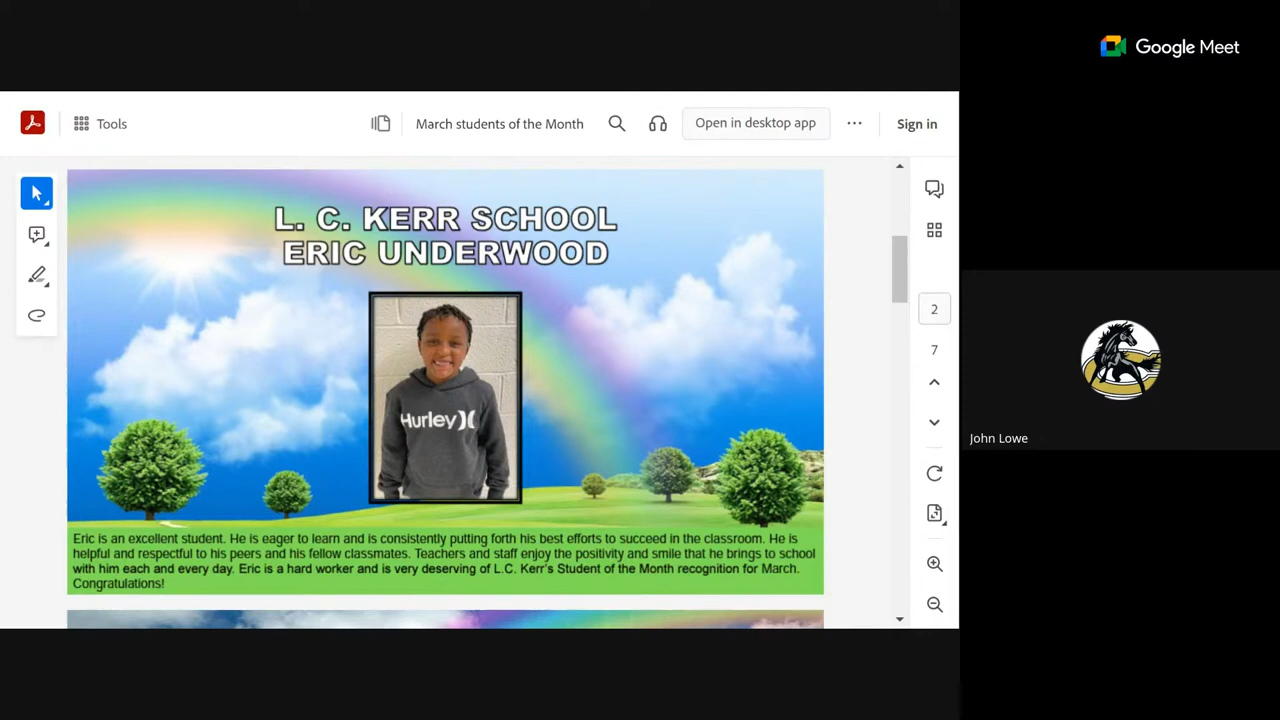 Google Meet
Tools
March students of the Month
Open in desktop app
Sign in
L. C. KERR SCHOOL
ERIC UNDERWOOD
Hurley
2
7
Eric is an excellent student. He is eager to learn and is consistently putting forth his best efforts to succeed in the classroom. He is
helpful and respectful to his peers and his fellow classmates. Teachers and staff enjoy the positivity and smile that he brings to school
with him each and every day. Eric is a hard worker and is very deserving of L.C. Kerr's Student of the Month recognition for March.
Congratulations!
John Lowe